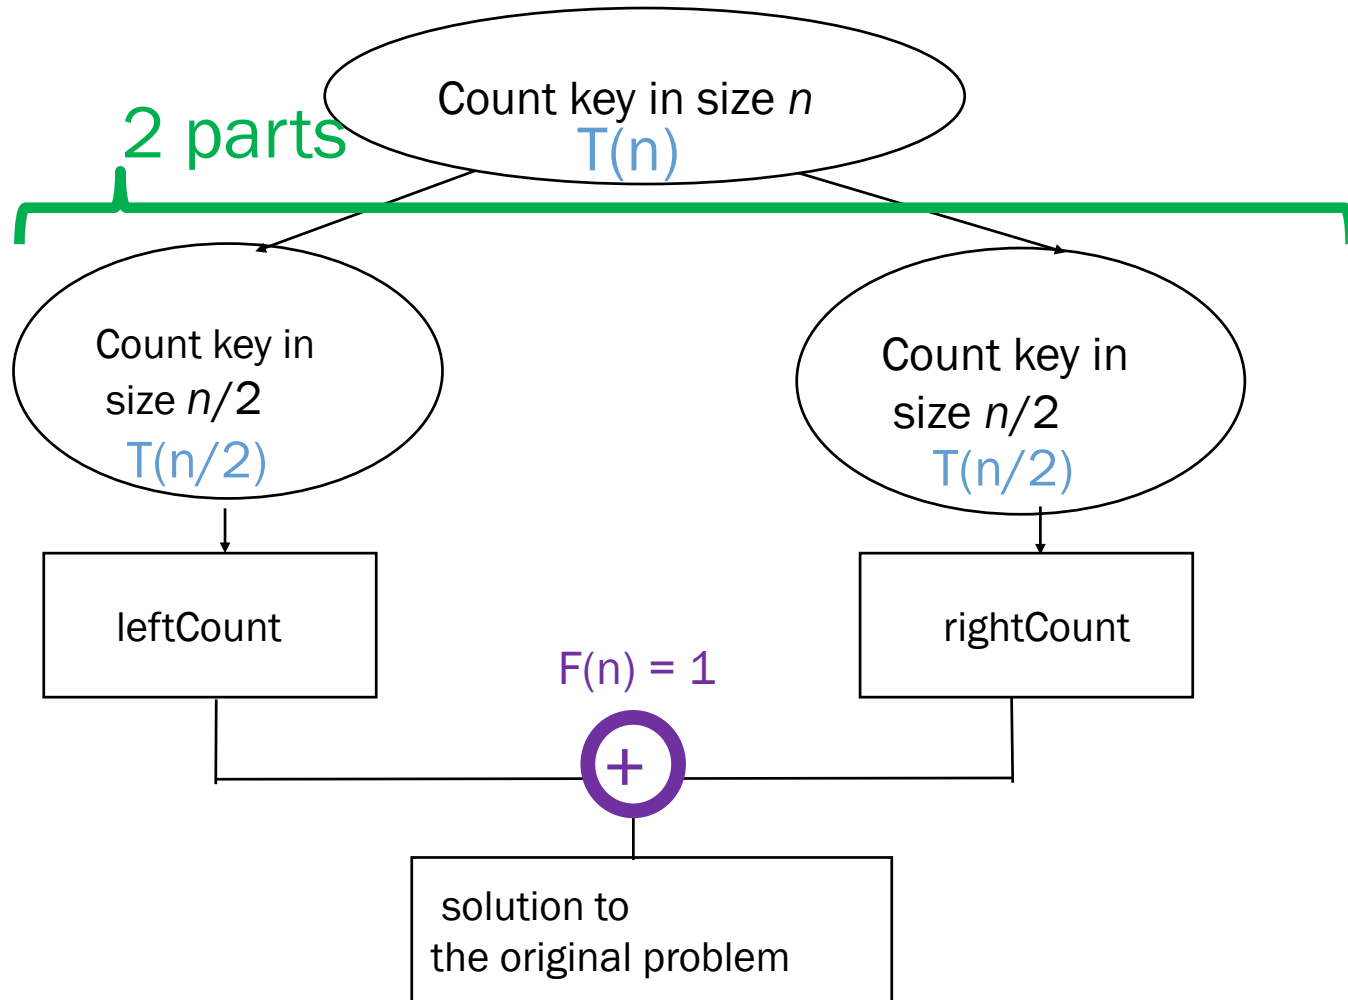 Count key in size n
2 parts
T(n)
Count key in
size n/2
T(n/2)
Count key in
size n/2
T(n/2)
leftCount
rightCount
F(n) = 1
+
solution to
the original problem